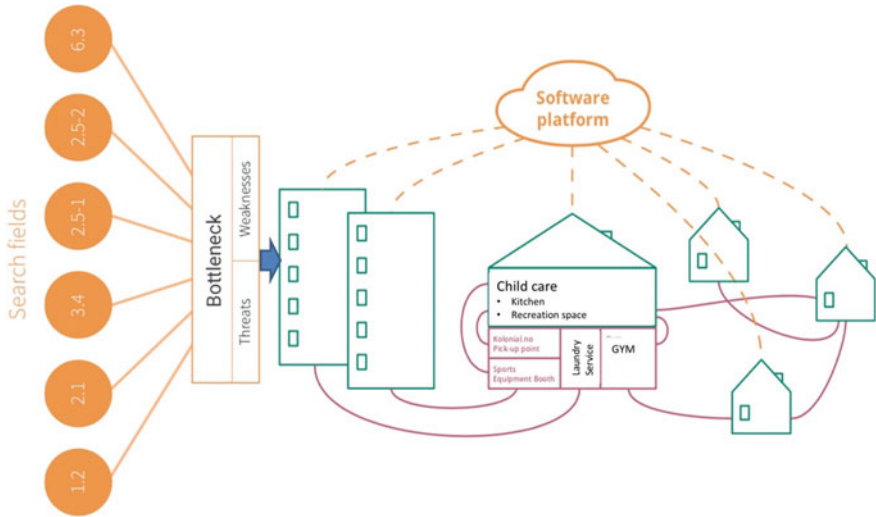 Search fields
6.3
2.5-2
2.5-1
3.4
2.1
1.2
Bottleneck
Weaknesses
Threats
Software
platform
Child care
• Kitchen
• Recreation space
Kolonial no
Pick-up point
Sports
Equipment Booth
Laundry
Service
GYM